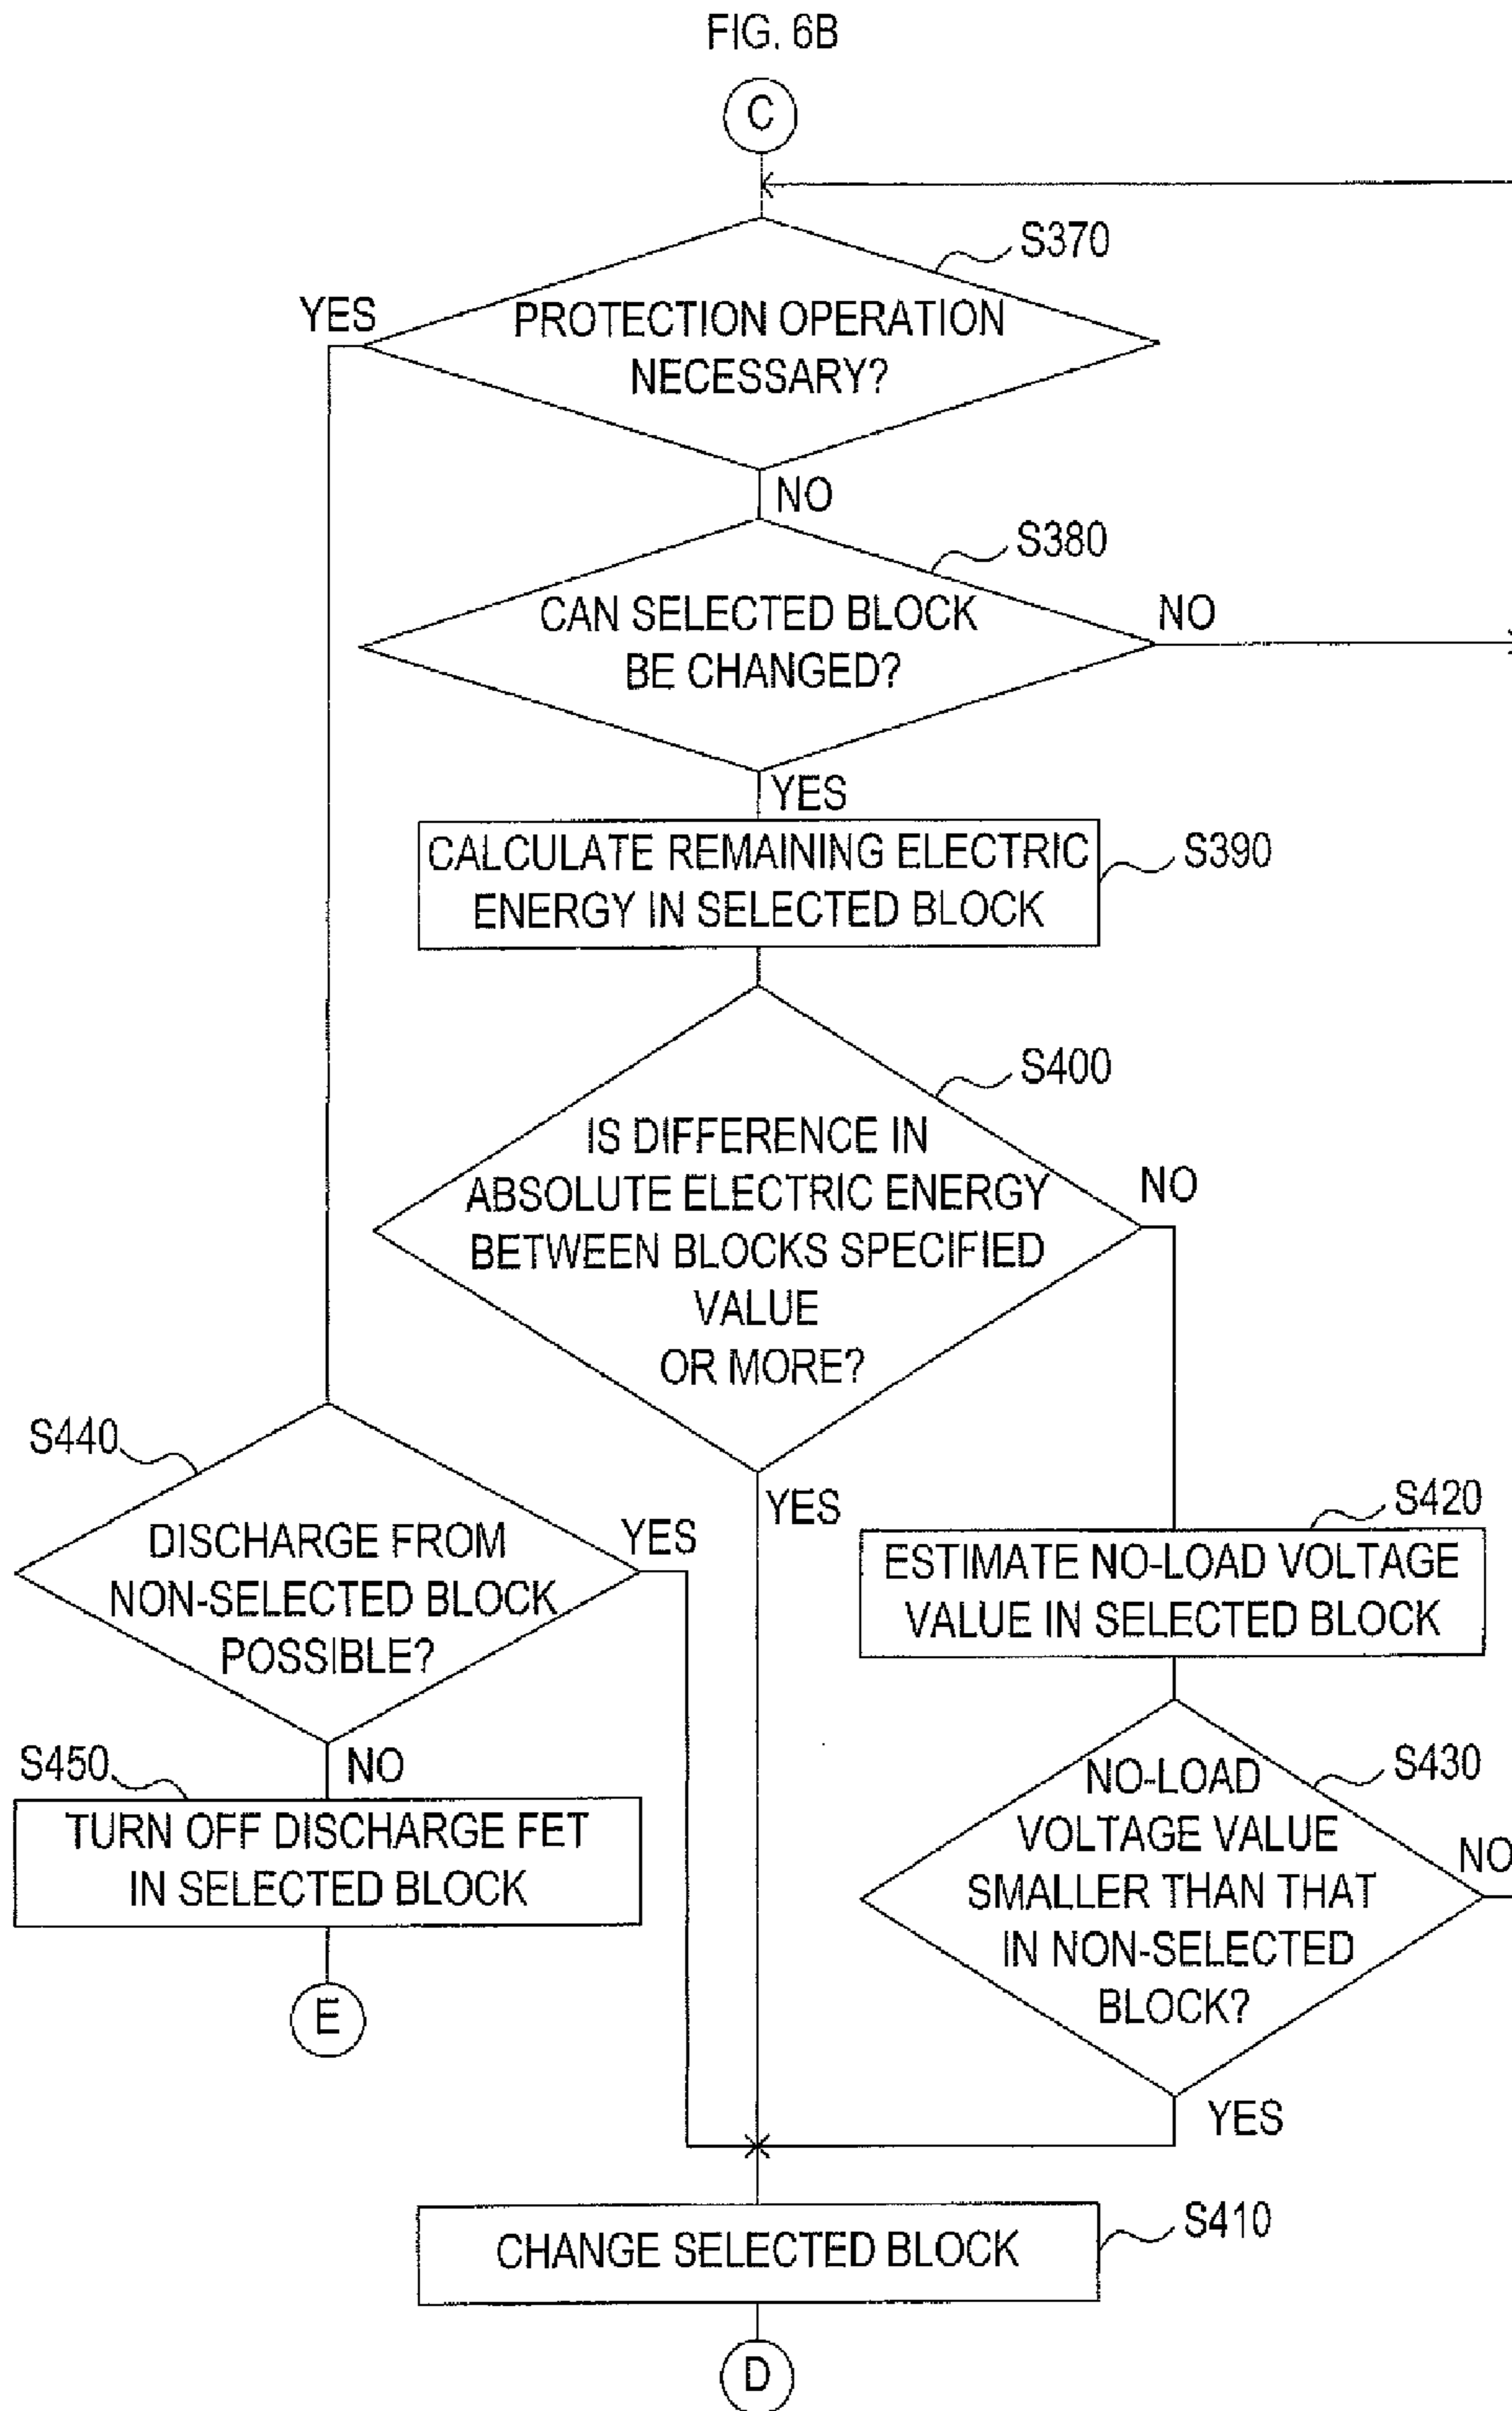 FIG. 6B
C
S370
YES
PROTECTION OPERATION
NECESSARY?
NO
S380
CAN SELECTED BLOCK
BE CHANGED?
NO
YES
CALCULATE REMAINING ELECTRIC
ENERGY IN SELECTED BLOCK
S390
S400
IS DIFFERENCE IN
ABSOLUTE ELECTRIC ENERGY
BETWEEN BLOCKS SPECIFIED
VALUE
OR MORE?
NO
YES
S440
DISCHARGE FROM
NON-SELECTED BLOCK
POSSIBLE?
YES
NO
S420
ESTIMATE NO-LOAD VOLTAGE
VALUE IN SELECTED BLOCK
S450
TURN OFF DISCHARGE FET
IN SELECTED BLOCK
E
S430
NO-LOAD
VOLTAGE VALUE
SMALLER THAN THAT
IN NON-SELECTED
BLOCK?
NO
YES
CHANGE SELECTED BLOCK
S410
D